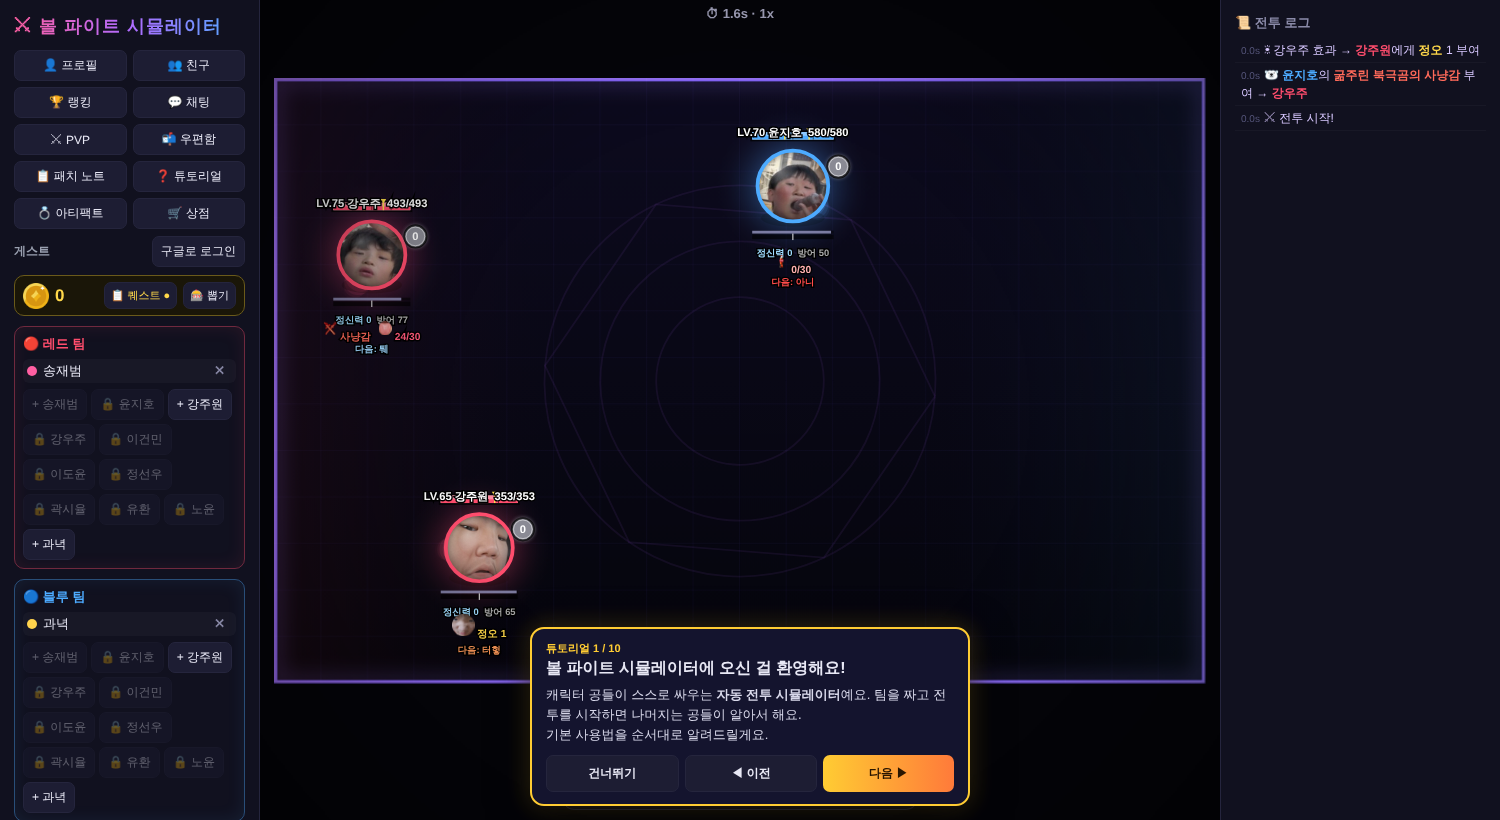 ⚔ 볼 파이트 시뮬레이터
👤 프로필
👥 친구
🏆 랭킹
💬 채팅
⚔ PVP
📬 우편함
📋 패치 노트
❓ 튜토리얼
💍 아티팩트
🛒 상점
게스트
구글로 로그인
0
📋 퀘스트 ●
🎰 뽑기
🔴 레드 팀
송재범 ✕
+ 송재범
🔒 윤지호
+ 강주원
🔒 강우주
🔒 이건민
🔒 이도윤
🔒 정선우
🔒 곽시율
🔒 유환
🔒 노윤
+ 과녁
🔵 블루 팀
과녁 ✕
+ 송재범
🔒 윤지호
+ 강주원
🔒 강우주
🔒 이건민
🔒 이도윤
🔒 정선우
🔒 곽시율
🔒 유환
🔒 노윤
+ 과녁
⏱ 1.6s · 1x
LV.70 윤지호 580/580
0
정신력 0 방어 50
0/30
다음: 아니
LV.75 강우주 493/493
0
정신력 0 방어 77
사냥감 24/30
다음: 퉤
LV.65 강주원 353/353
0
정신력 0 방어 65
정오 1
다음: 터헣
튜토리얼 1 / 10
볼 파이트 시뮬레이터에 오신 걸 환영해요!
캐릭터 공들이 스스로 싸우는 자동 전투 시뮬레이터예요. 팀을 짜고 전
투를 시작하면 나머지는 공들이 알아서 해요.
기본 사용법을 순서대로 알려드릴게요.
건너뛰기
◀ 이전
다음 ▶
📜 전투 로그
0.0s 강우주 효과 → 강주원에게 정오 1 부여
0.0s 🐻‍❄️ 윤지호의 굶주린 북극곰의 사냥감 부
여 → 강우주
0.0s ⚔ 전투 시작!